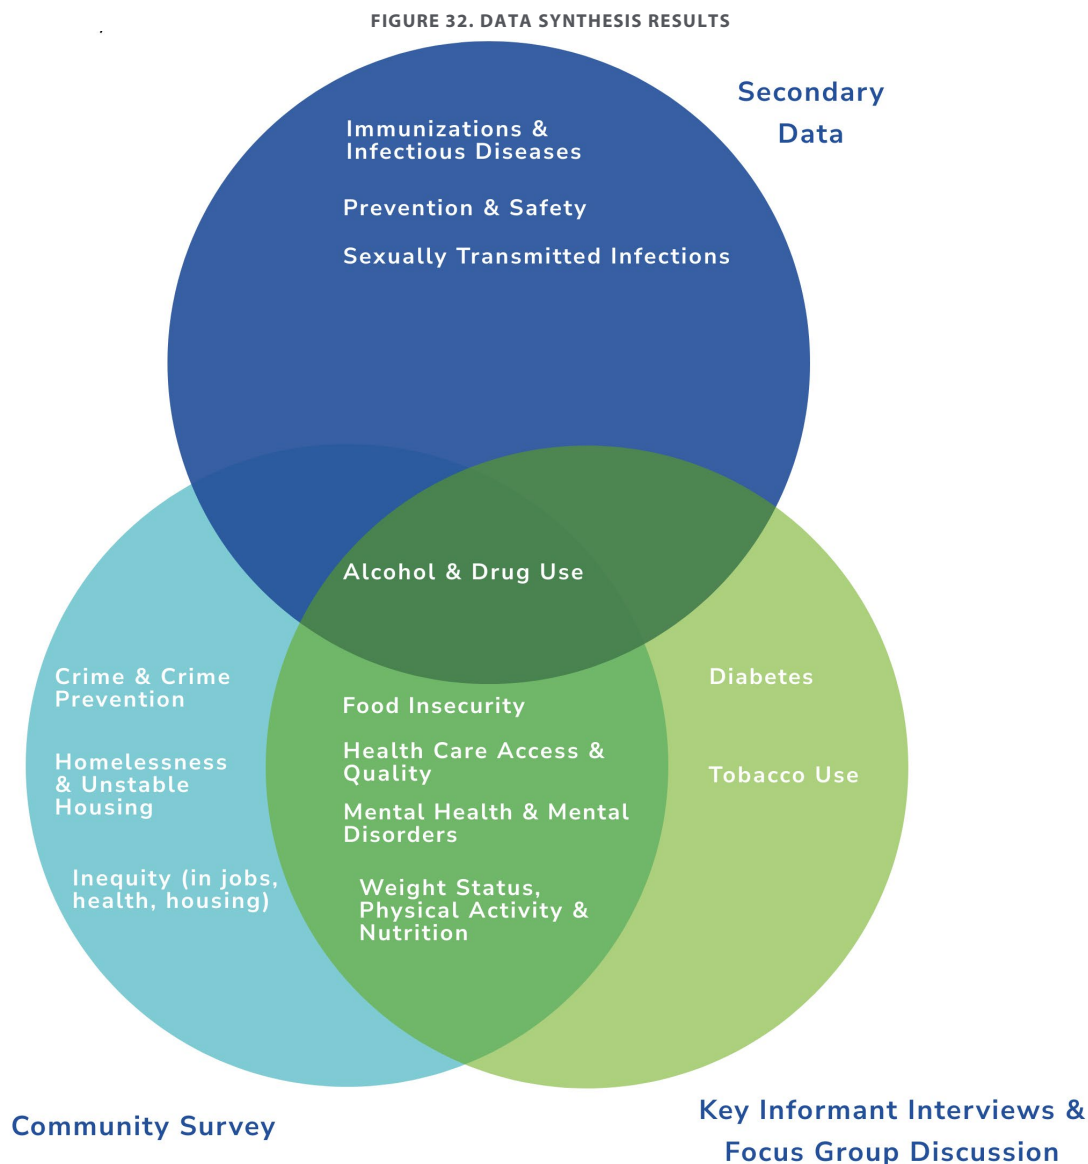 FIGURE 32. DATA SYNTHESIS RESULTS
Secondary
Data
Immunizations &
Infectious Diseases
Prevention & Safety
Sexually Transmitted Infections
Alcohol & Drug Use
Crime & Crime
Prevention
Homelessness
& Unstable
Housing
Inequity (in jobs,
health, housing)
Food Insecurity
Health Care Access &
Quality
Mental Health & Mental
Disorders
Weight Status,
Physical Activity &
Nutrition
Diabetes
Tobacco Use
Community Survey
Key Informant Interviews &
Focus Group Discussion